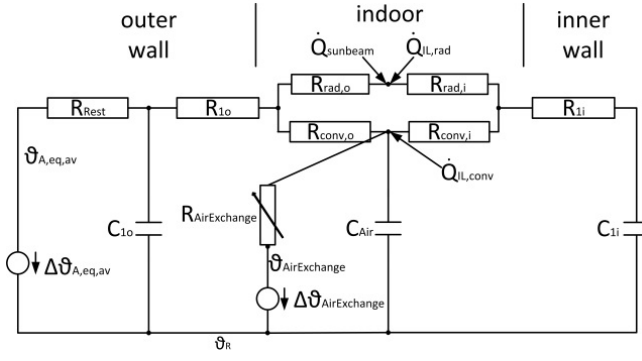 outer
wall
indoor
inner
wall
Q̇sunbeam
Q̇IL,rad
Rrad,o
Rrad,i
RRest
R1o
Rconv,o
Rconv,i
R1i
ϑA,eq,av
Q̇IL,conv
RAirExchange
C1o
CAir
C1i
ϑAirExchange
ΔϑA,eq,av
ΔϑAirExchange
ϑR